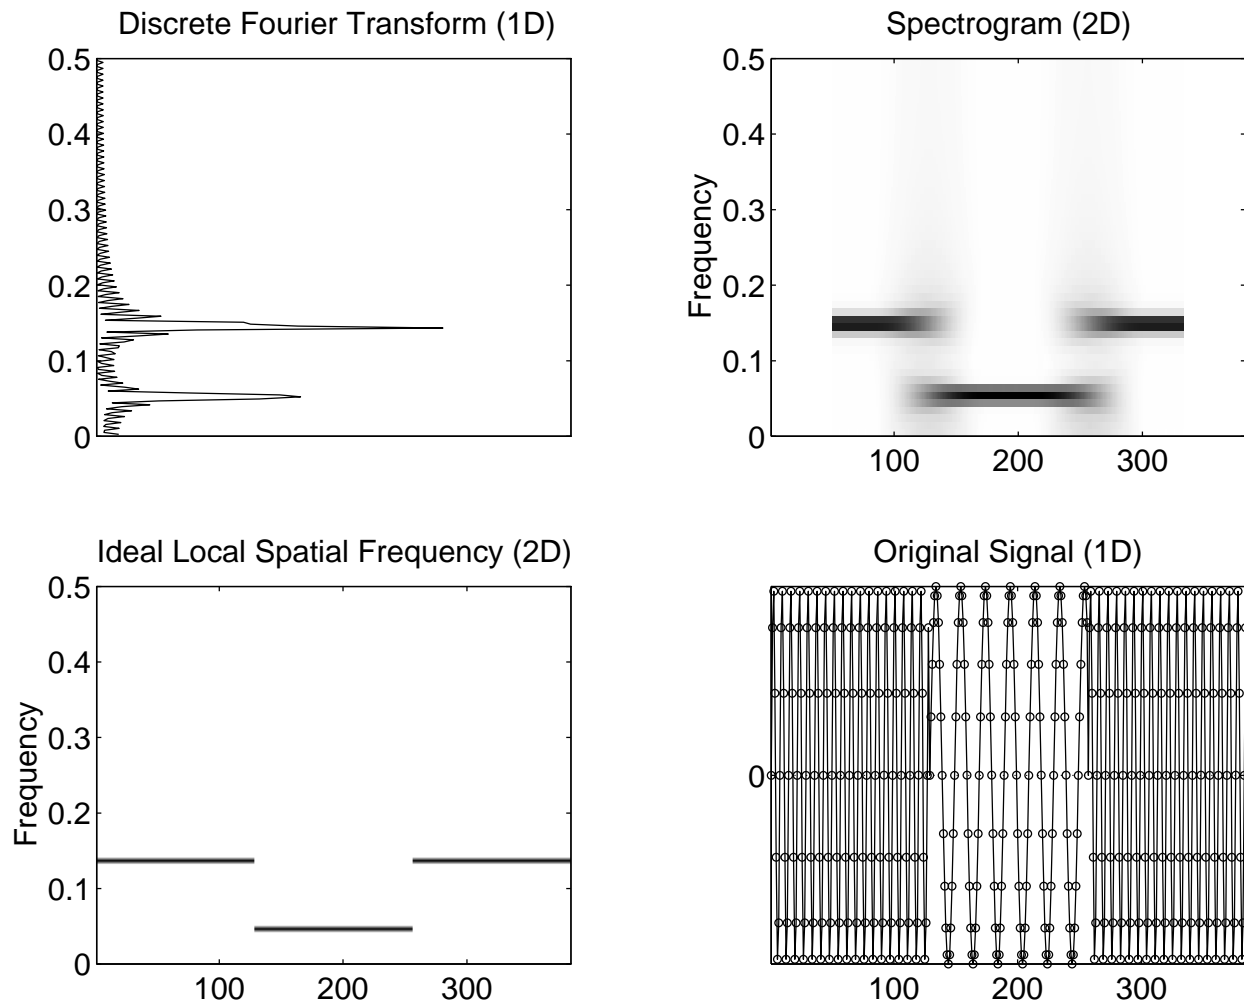 Discrete Fourier Transform (1D)
0.5
0.4
0.3
0.2
0.1
0
Spectrogram (2D)
Frequency
0.5
0.4
0.3
0.2
0.1
0
100 200 300
Ideal Local Spatial Frequency (2D)
Frequency
0.5
0.4
0.3
0.2
0.1
0
100 200 300
Original Signal (1D)
0
100 200 300